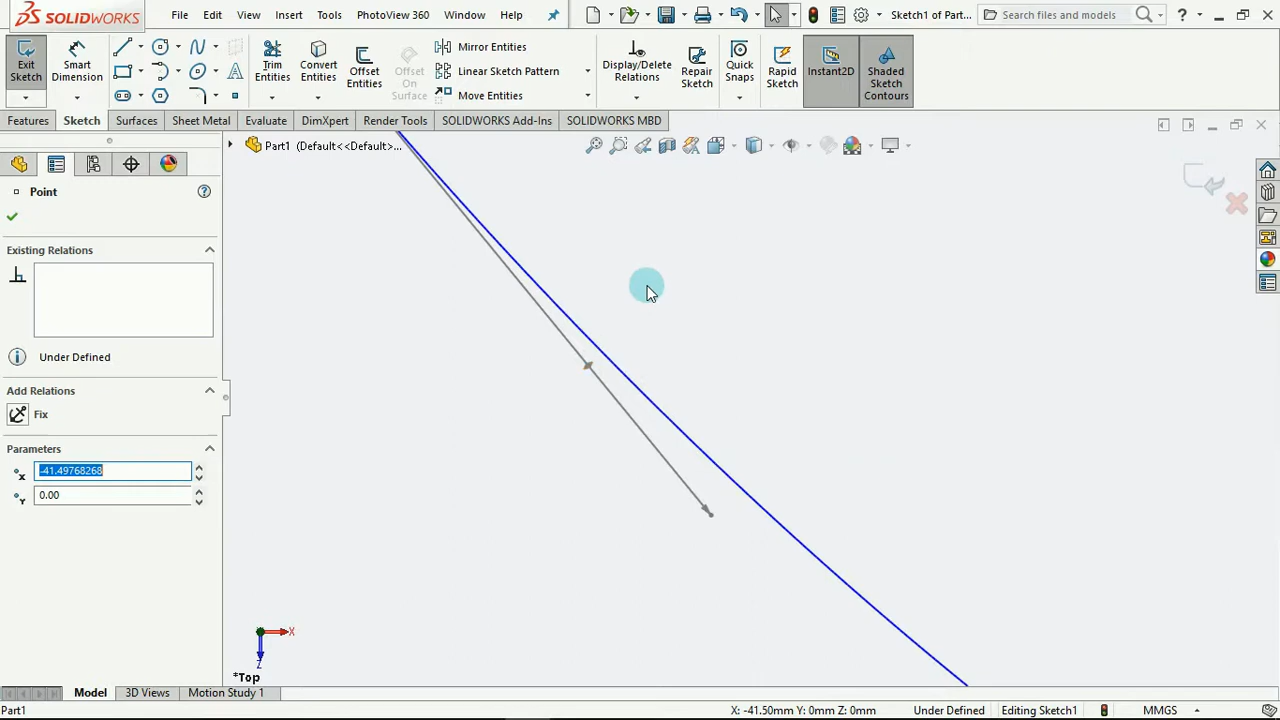 SOLIDWORKS File Edit View Insert Tools PhotoView 360 Window Help Sketch1 of Part... Search files and models ?
Exit Sketch Smart Dimension Trim Entities Convert Entities Offset Entities Offset On Surface Mirror Entities Linear Sketch Pattern Move Entities Display/Delete Relations Repair Sketch Quick Snaps Rapid Sketch Instant2D Shaded Sketch Contours
Features Sketch Surfaces Sheet Metal Evaluate DimXpert Render Tools SOLIDWORKS Add-Ins SOLIDWORKS MBD
Part1 (Default<<Default>...
Point
Existing Relations
Under Defined
Add Relations
Fix
Parameters
X -41.49768268
Y 0.00
X
Z
*Top
Model 3D Views Motion Study 1
Part1 X: -41.50mm Y: 0mm Z: 0mm Under Defined Editing Sketch1 MMGS